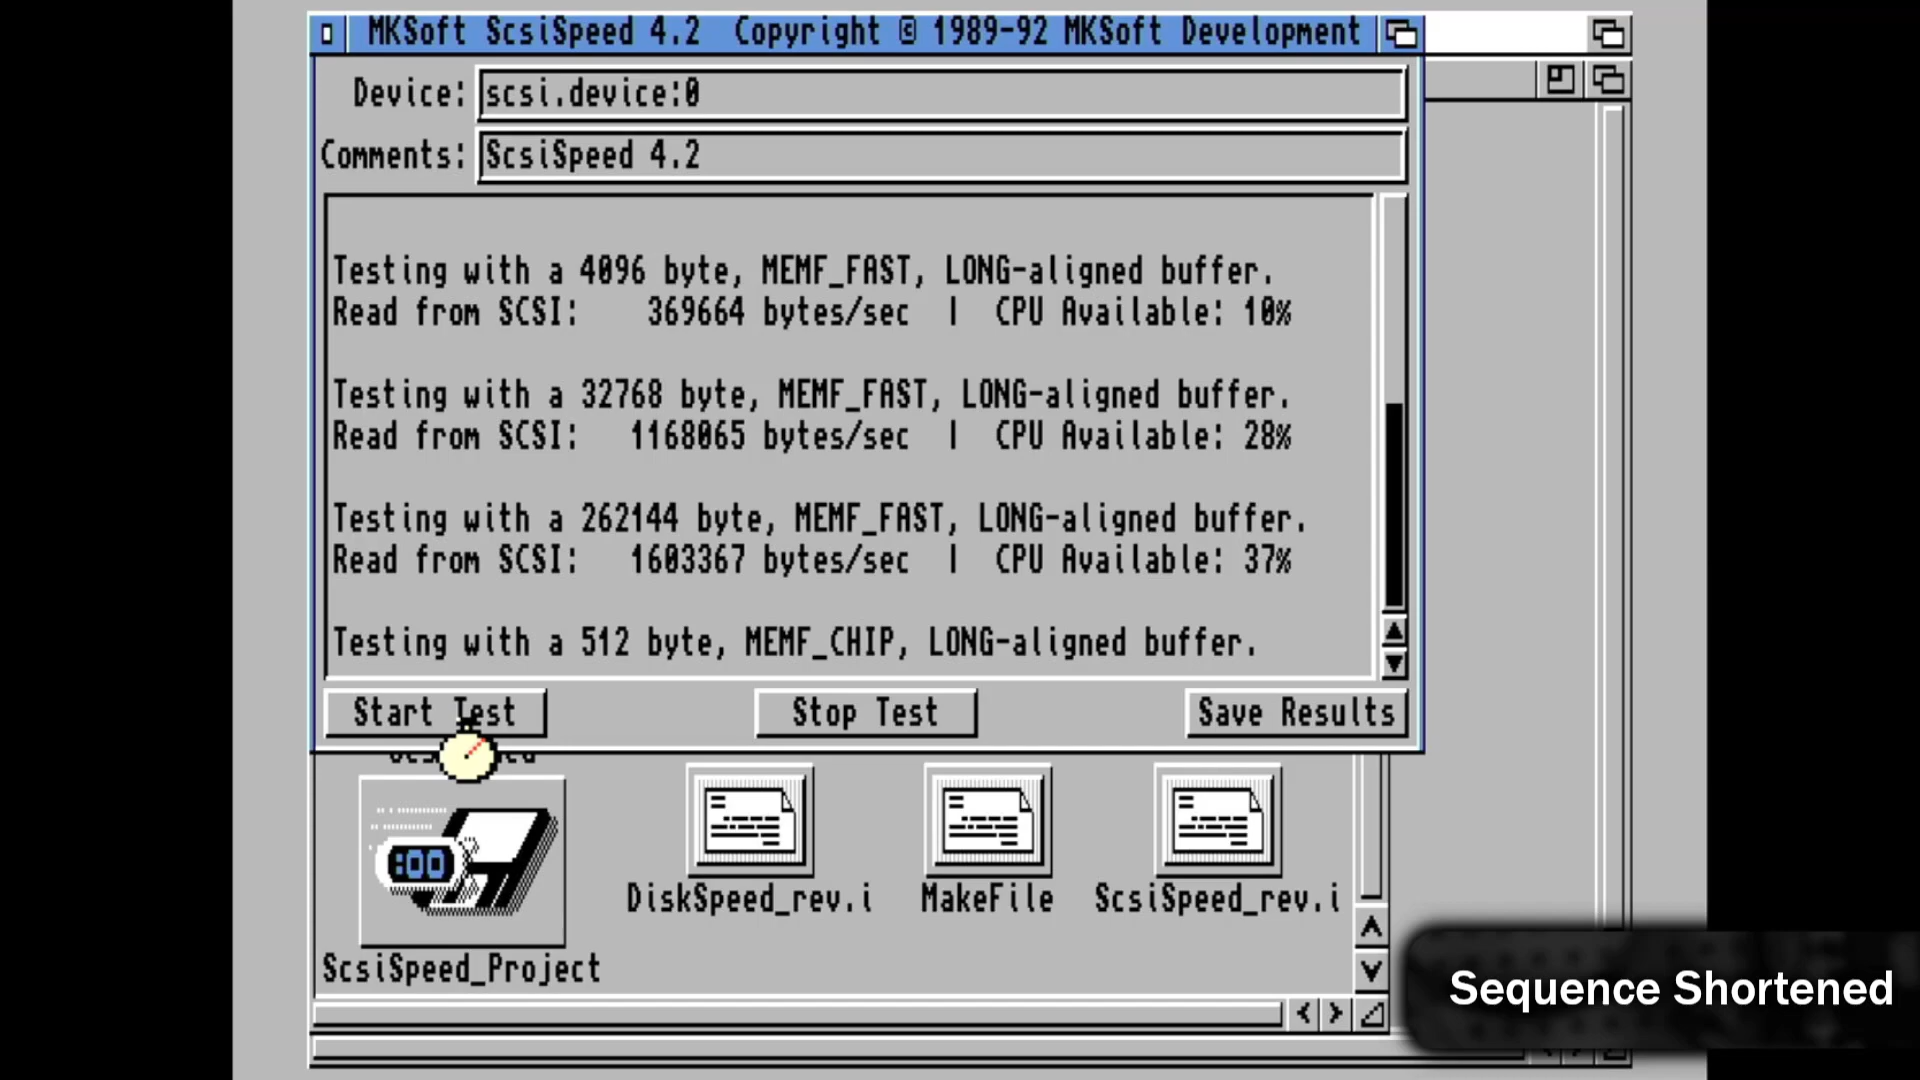 MKSoft ScsiSpeed 4.2  Copyright © 1989-92 MKSoft Development
Device: scsi.device:0
Comments: ScsiSpeed 4.2
Testing with a 4096 byte, MEMF_FAST, LONG-aligned buffer.
Read from SCSI:    369664 bytes/sec  |  CPU Available: 10%
Testing with a 32768 byte, MEMF_FAST, LONG-aligned buffer.
Read from SCSI:   1168065 bytes/sec  |  CPU Available: 28%
Testing with a 262144 byte, MEMF_FAST, LONG-aligned buffer.
Read from SCSI:   1603367 bytes/sec  |  CPU Available: 37%
Testing with a 512 byte, MEMF_CHIP, LONG-aligned buffer.
Start Test
Stop Test
Save Results
:00
DiskSpeed_rev.i
MakeFile
ScsiSpeed_rev.i
ScsiSpeed_Project
Sequence Shortened